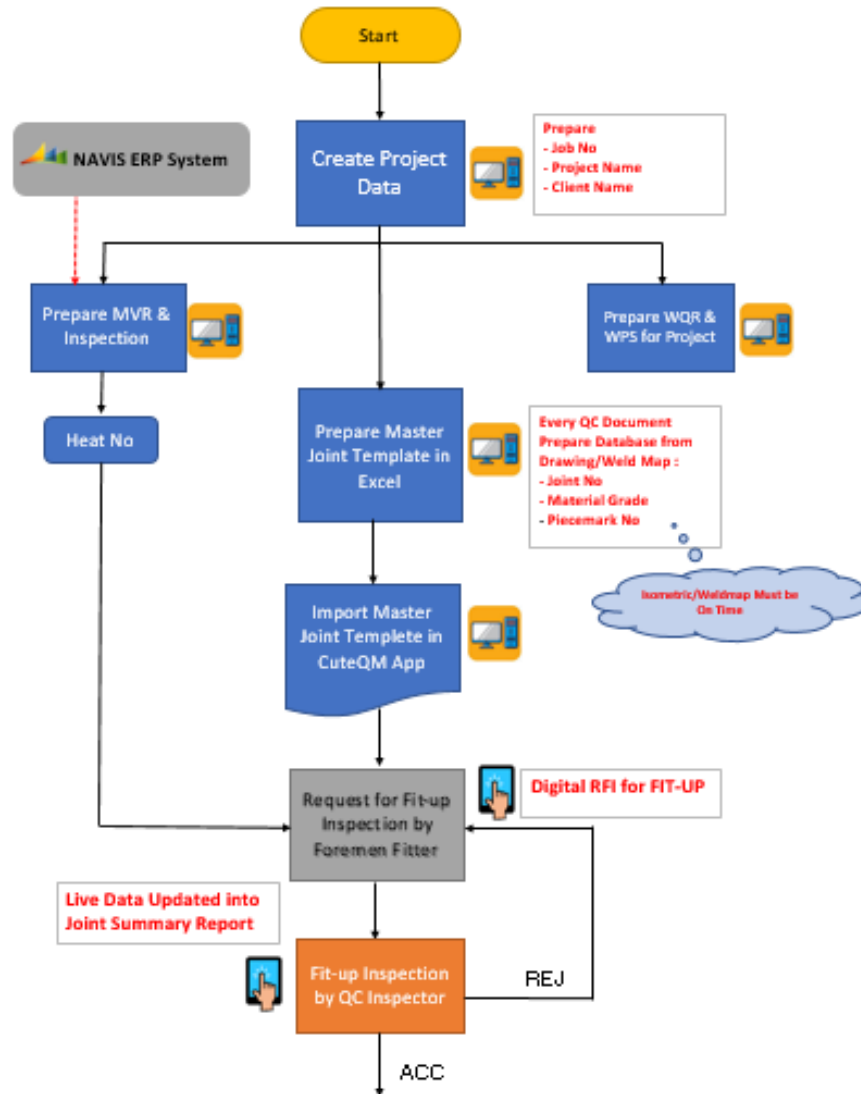 Start
NAVIS ERP System
Create Project
Data
Prepare
- Job No
- Project Name
- Client Name
Prepare MVR &
Inspection
Prepare WQR &
WPS for Project
Heat No
Prepare Master
Joint Template in
Excel
Every QC Document
Prepare Database from
Drawing/Weld Map :
- Joint No
- Material Grade
- Piecemark No
Isometric/Weldmap Must be
On Time
Import Master
Joint Templete in
CuteQM App
Request for Fit-up
Inspection by
Foremen Fitter
Digital RFI for FIT-UP
Live Data Updated into
Joint Summary Report
Fit-up Inspection
by QC Inspector
REJ
ACC